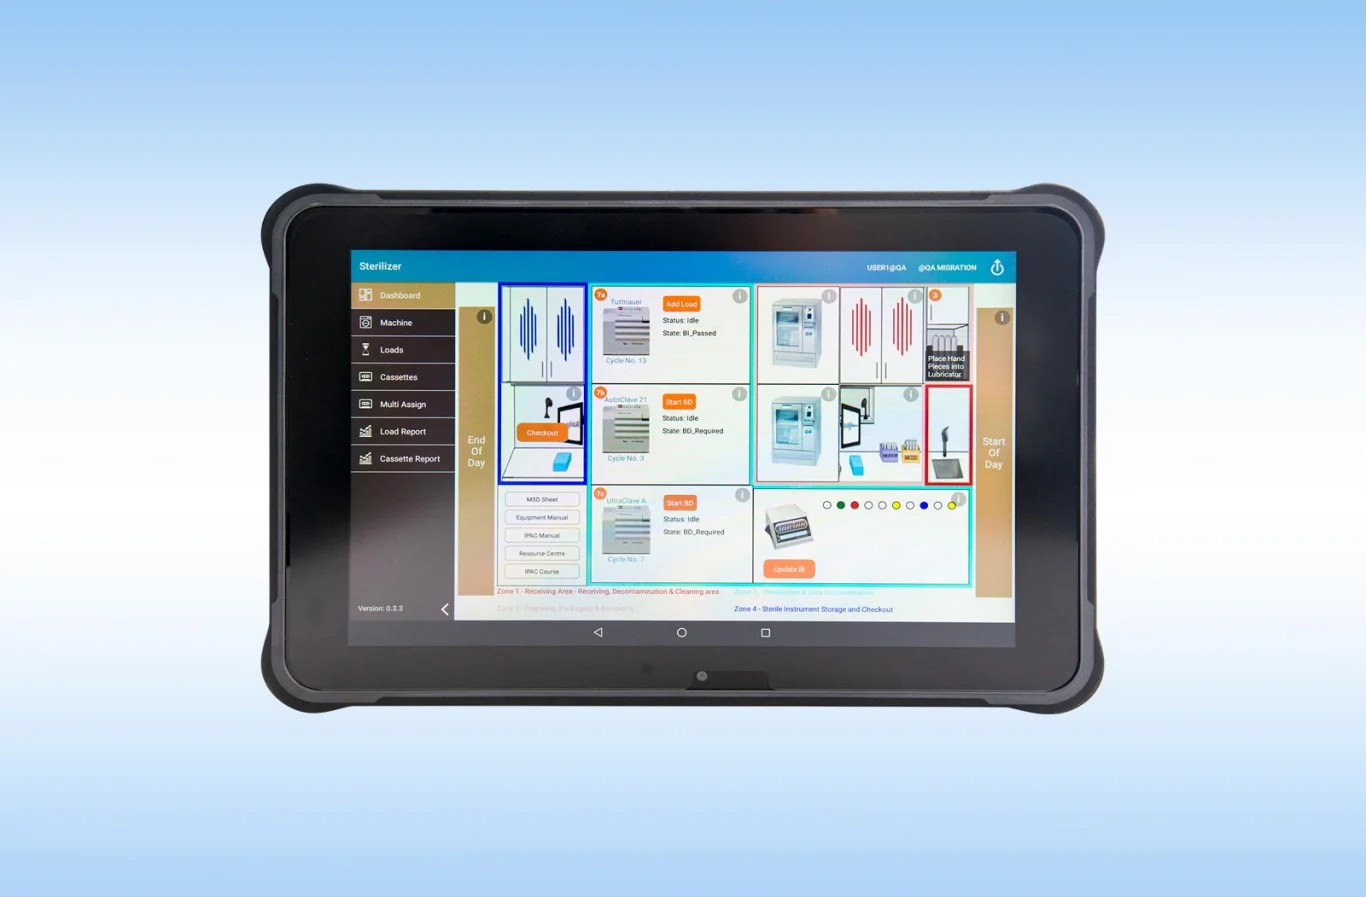 Sterilizer
USER1@QA
@QA MIGRATION
Dashboard
Machine
Loads
Cassettes
Multi Assign
Load Report
Cassette Report
Version: 0.3.3
End
Of
Day
Checkout
MSD Sheet
Equipment Manual
IPAC Manual
Resource Centre
IPAC Course
7a
Tuttnauer
Add Load
Status: Idle
State: BI_Passed
Cycle No. 13
7b
AutoClave 21
Start BD
Status: Idle
State: BD_Required
Cycle No. 3
7c
UltraClave A
Start BD
Status: Idle
State: BD_Required
Cycle No. 7
3
Place Hand
Pieces into
Lubricator
Update BI
Start
Of
Day
Zone 1 - Receiving Area - Receiving, Decontamination & Cleaning area
Zone 4 - Sterile Instrument Storage and Checkout